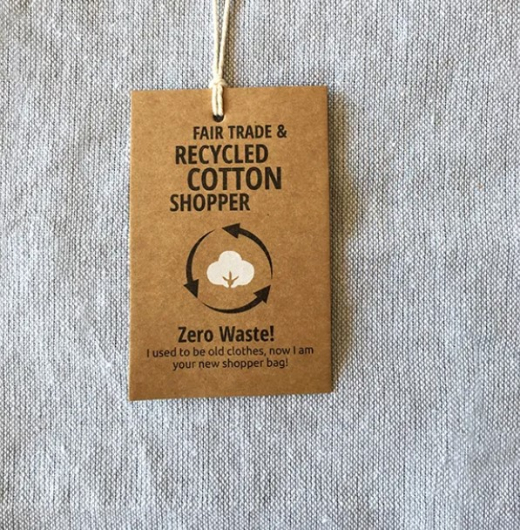 FAIR TRADE &
RECYCLED
COTTON
SHOPPER
Zero Waste!
I used to be old clothes, now I am
your new shopper bag!